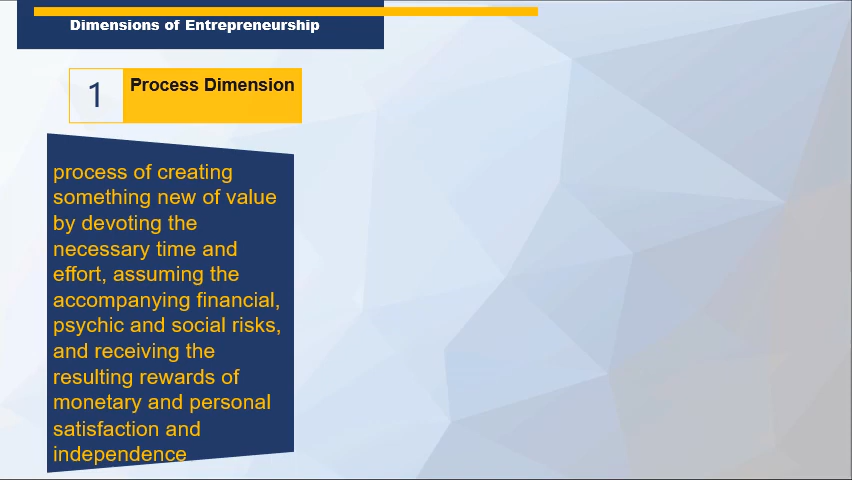 Dimensions of Entrepreneurship
1
Process Dimension
process of creating
something new of value
by devoting the
necessary time and
effort, assuming the
accompanying financial,
psychic and social risks,
and receiving the
resulting rewards of
monetary and personal
satisfaction and
independence